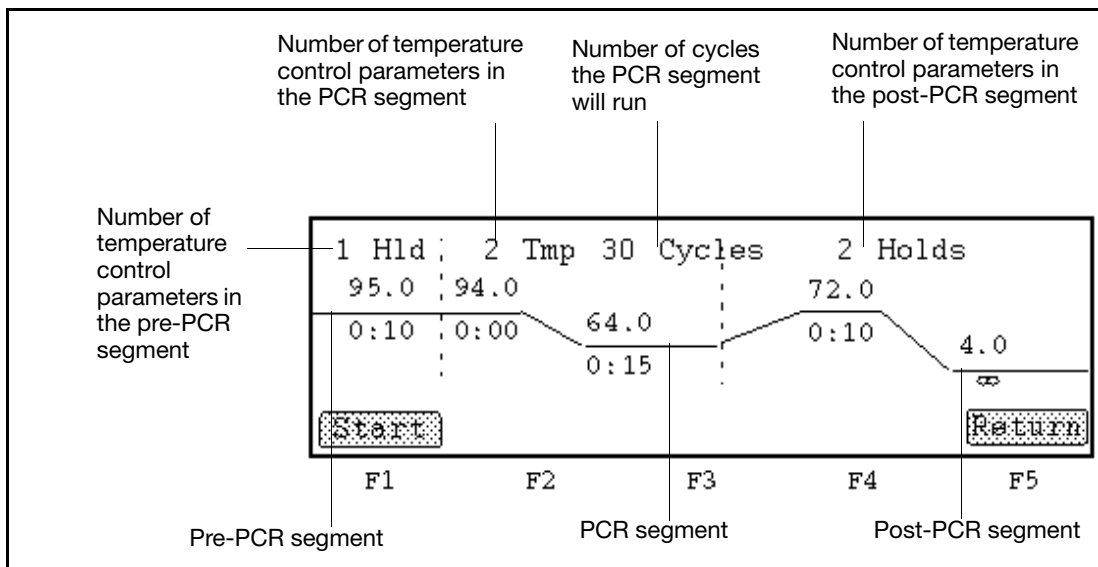 Number of temperature
control parameters in
the PCR segment
Number of cycles
the PCR segment
will run
Number of temperature
control parameters in
the post-PCR segment
Number of
temperature
control
parameters in
the pre-PCR
segment
1 Hld 2 Tmp 30 Cycles 2 Holds
95.0 94.0 72.0
0:10 0:00 64.0 0:10 4.0
0:15 ∞
Start Return
F1 F2 F3 F4 F5
Pre-PCR segment PCR segment Post-PCR segment